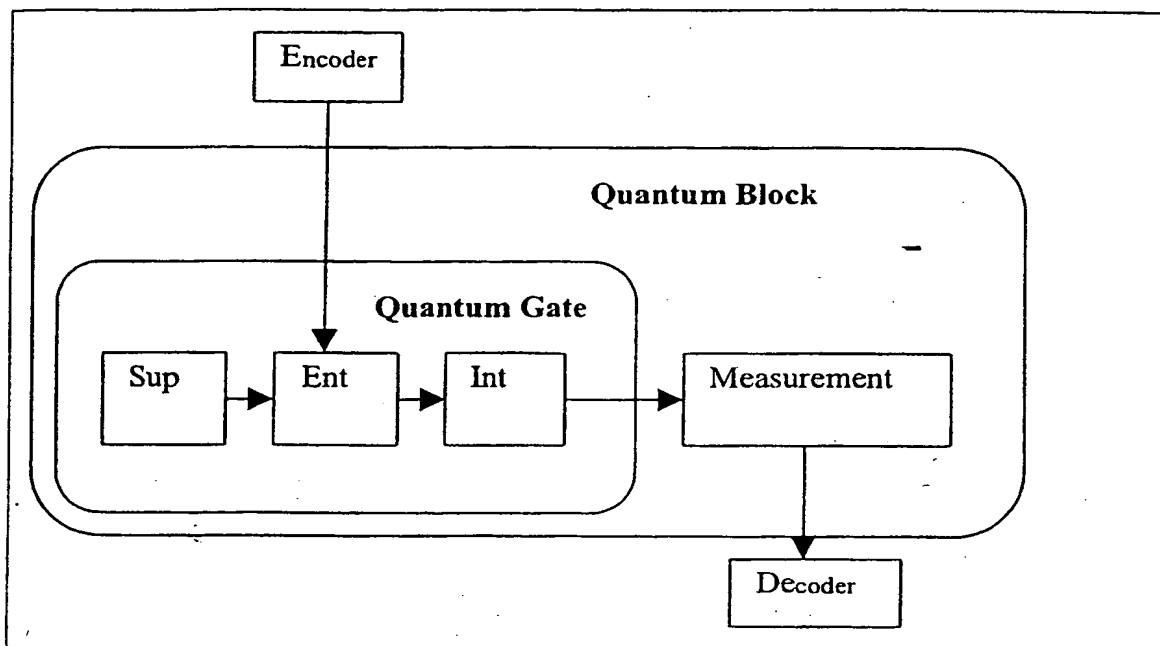 Encoder
Quantum Block
Quantum Gate
Sup
Ent
Int
Measurement
Decoder